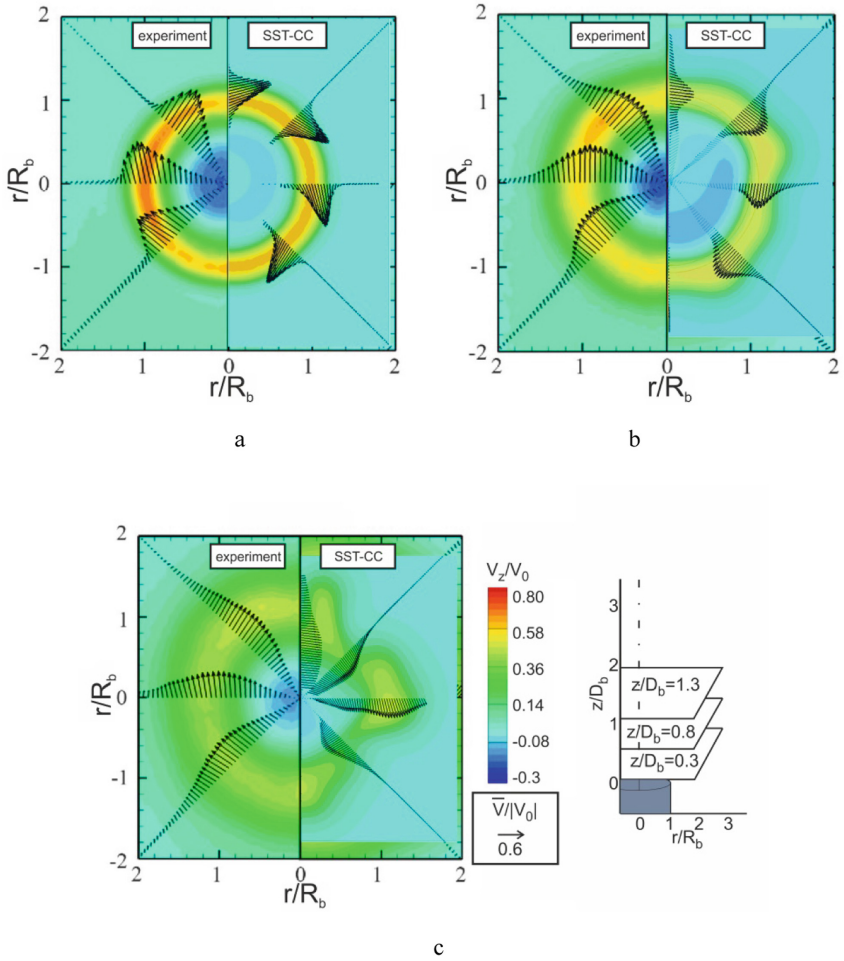 experiment
SST-CC
2
1
0
-1
-2
r/R_b
2
1
0
1
2
r/R_b
a
experiment
SST-CC
2
1
0
-1
-2
r/R_b
2
1
0
1
2
r/R_b
b
experiment
SST-CC
2
1
0
-1
-2
r/R_b
2
1
0
1
2
r/R_b
V_z/V_0
0.80
0.58
0.36
0.14
-0.08
-0.3
V̅/|V_0|
0.6
z/D_b
3
2
1
0
z/D_b=1.3
z/D_b=0.8
z/D_b=0.3
0 1 2 3
r/R_b
c